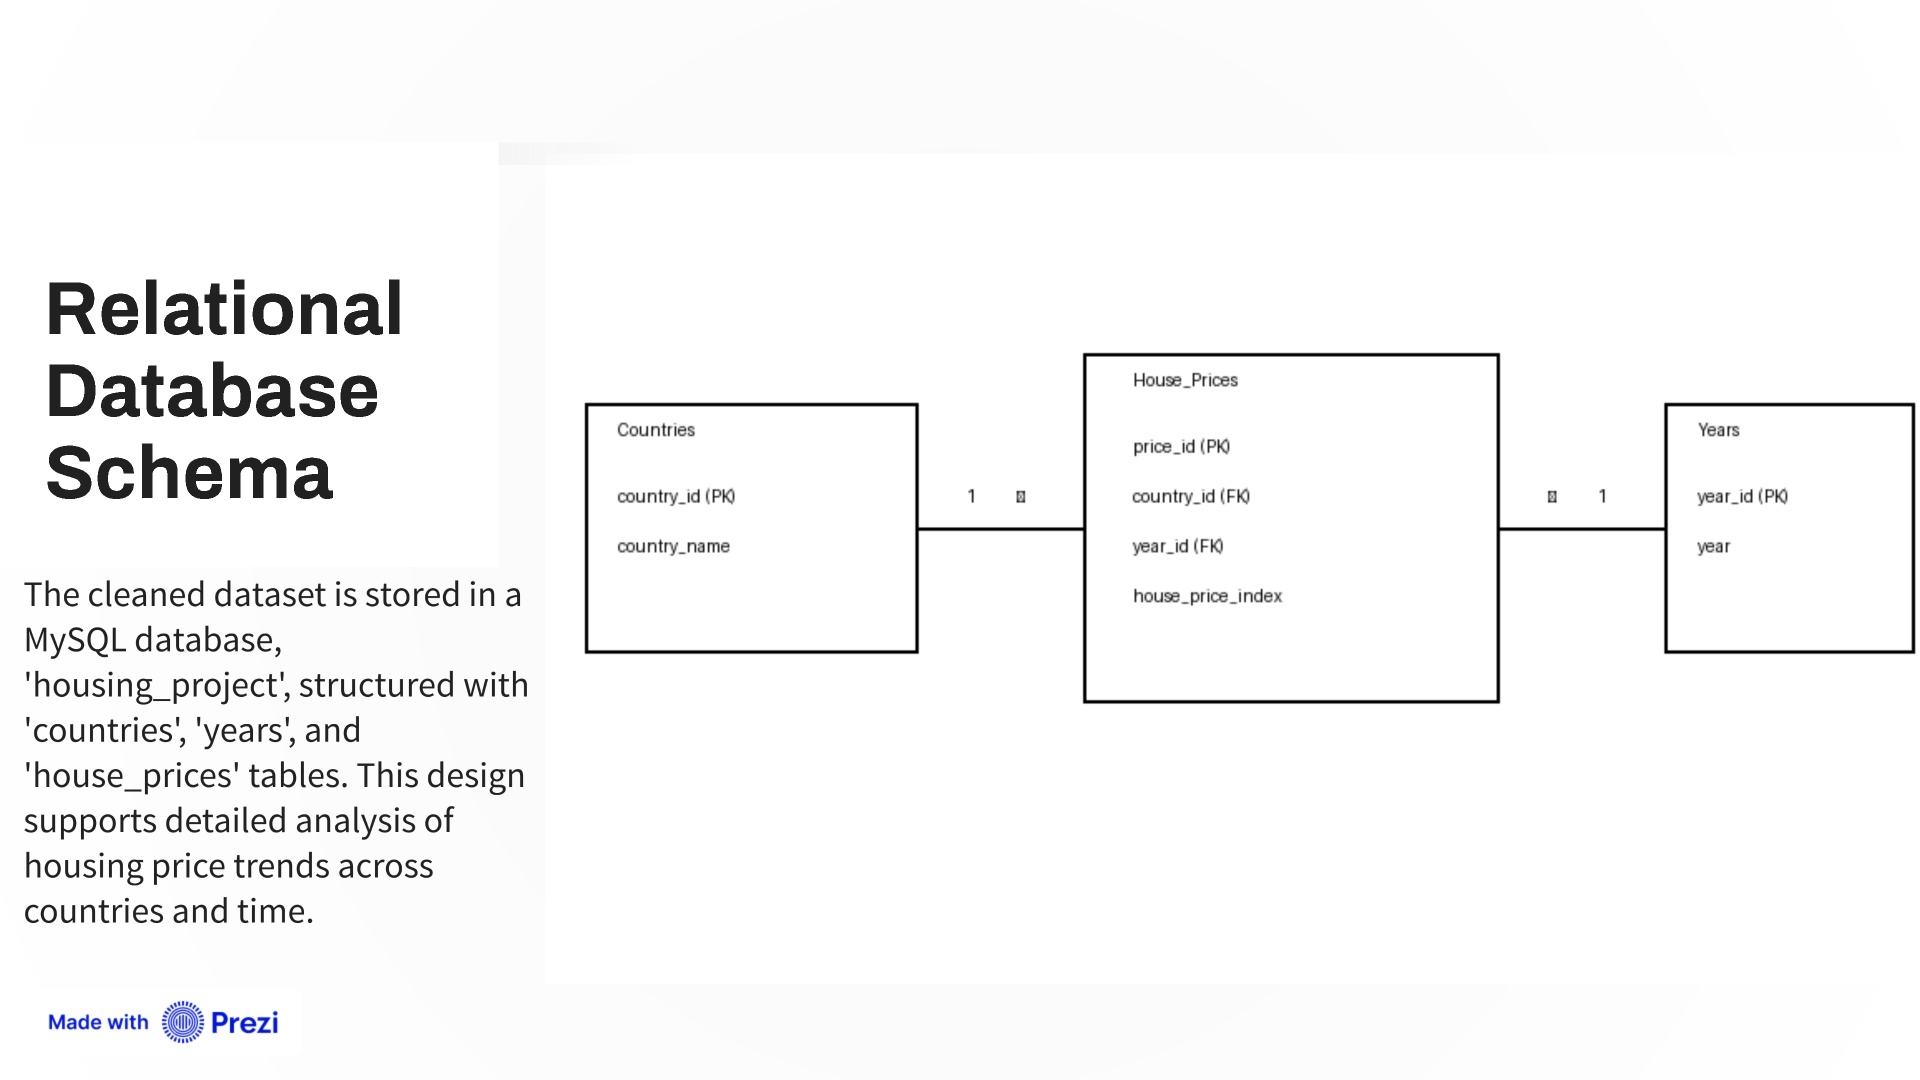 Relational
Database
Schema
The cleaned dataset is stored in a
MySQL database,
'housing_project', structured with
'countries', 'years', and
'house_prices' tables. This design
supports detailed analysis of
housing price trends across
countries and time.
Countries
country_id (PK)
country_name
1
House_Prices
price_id (PK)
country_id (FK)
year_id (FK)
house_price_index
1
Years
year_id (PK)
year
Made with Prezi